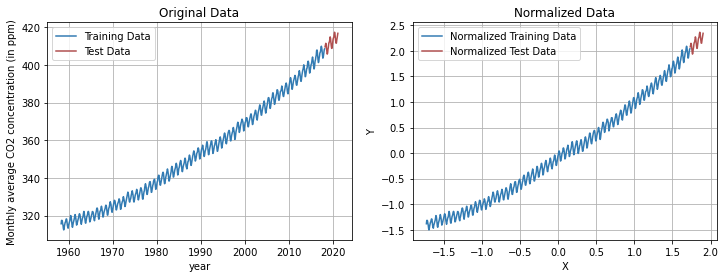 Original Data
Monthly average CO2 concentration (in ppm)
420
400
380
360
340
320
Training Data
Test Data
1960 1970 1980 1990 2000 2010 2020
year
Normalized Data
Y
2.5
2.0
1.5
1.0
0.5
0.0
−0.5
−1.0
−1.5
Normalized Training Data
Normalized Test Data
−1.5 −1.0 −0.5 0.0 0.5 1.0 1.5 2.0
X